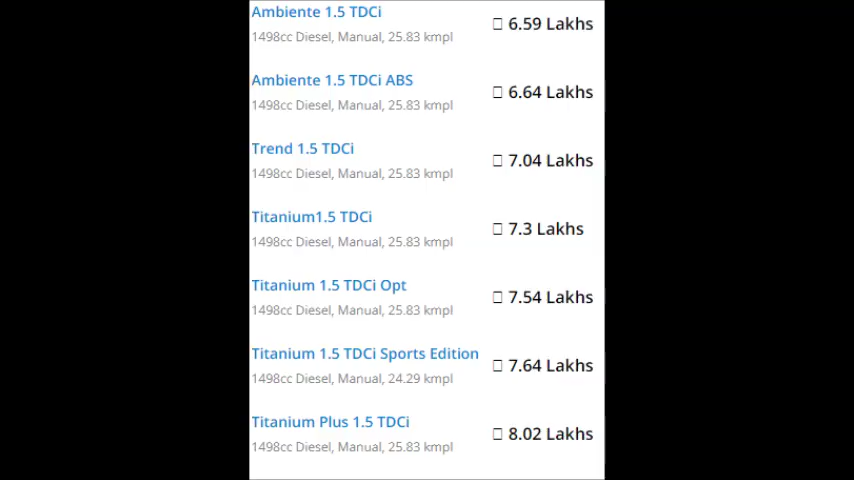 Ambiente 1.5 TDCi
1498cc Diesel, Manual, 25.83 kmpl
6.59 Lakhs
Ambiente 1.5 TDCi ABS
1498cc Diesel, Manual, 25.83 kmpl
6.64 Lakhs
Trend 1.5 TDCi
1498cc Diesel, Manual, 25.83 kmpl
7.04 Lakhs
Titanium1.5 TDCi
1498cc Diesel, Manual, 25.83 kmpl
7.3 Lakhs
Titanium 1.5 TDCi Opt
1498cc Diesel, Manual, 25.83 kmpl
7.54 Lakhs
Titanium 1.5 TDCi Sports Edition
1498cc Diesel, Manual, 24.29 kmpl
7.64 Lakhs
Titanium Plus 1.5 TDCi
1498cc Diesel, Manual, 25.83 kmpl
8.02 Lakhs